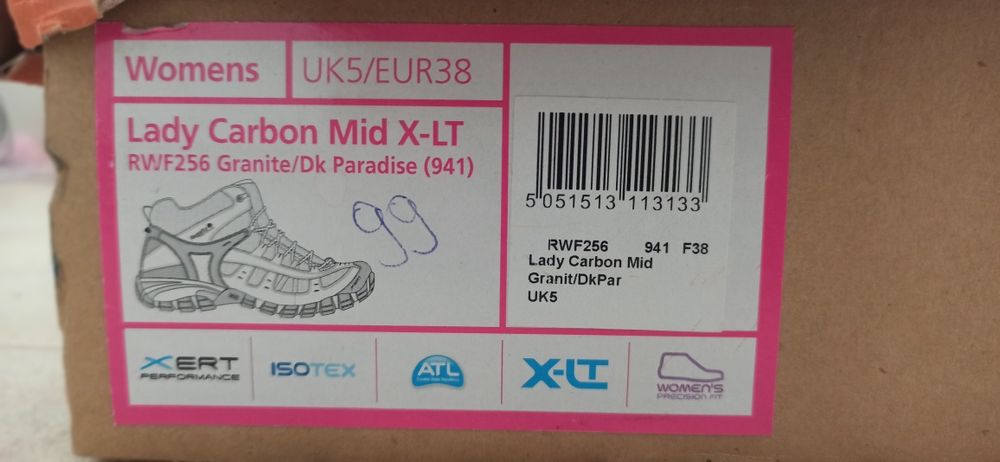 Womens
UK5/EUR38
Lady Carbon Mid X-LT
RWF256 Granite/Dk Paradise (941)
99
5 051513 113133
RWF256 941 F38
Lady Carbon Mid
Granit/DkPar
UK5
XERT
PERFORMANCE
ISOTEX
ATL
X-LT
WOMEN'S
PRECISION FIT